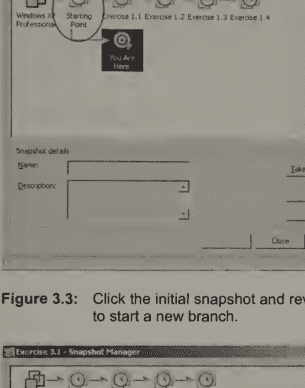 Windows XP Starting Exercise 1.1 Exercise 1.2 Exercise 1.3 Exercise 1.4
Professional Point
You Are
Here
Snapshot details
Name:
Take
Description:
Close
Figure 3.3: Click the initial snapshot and rev
to start a new branch.
Exercise 3.1 - Snapshot Manager